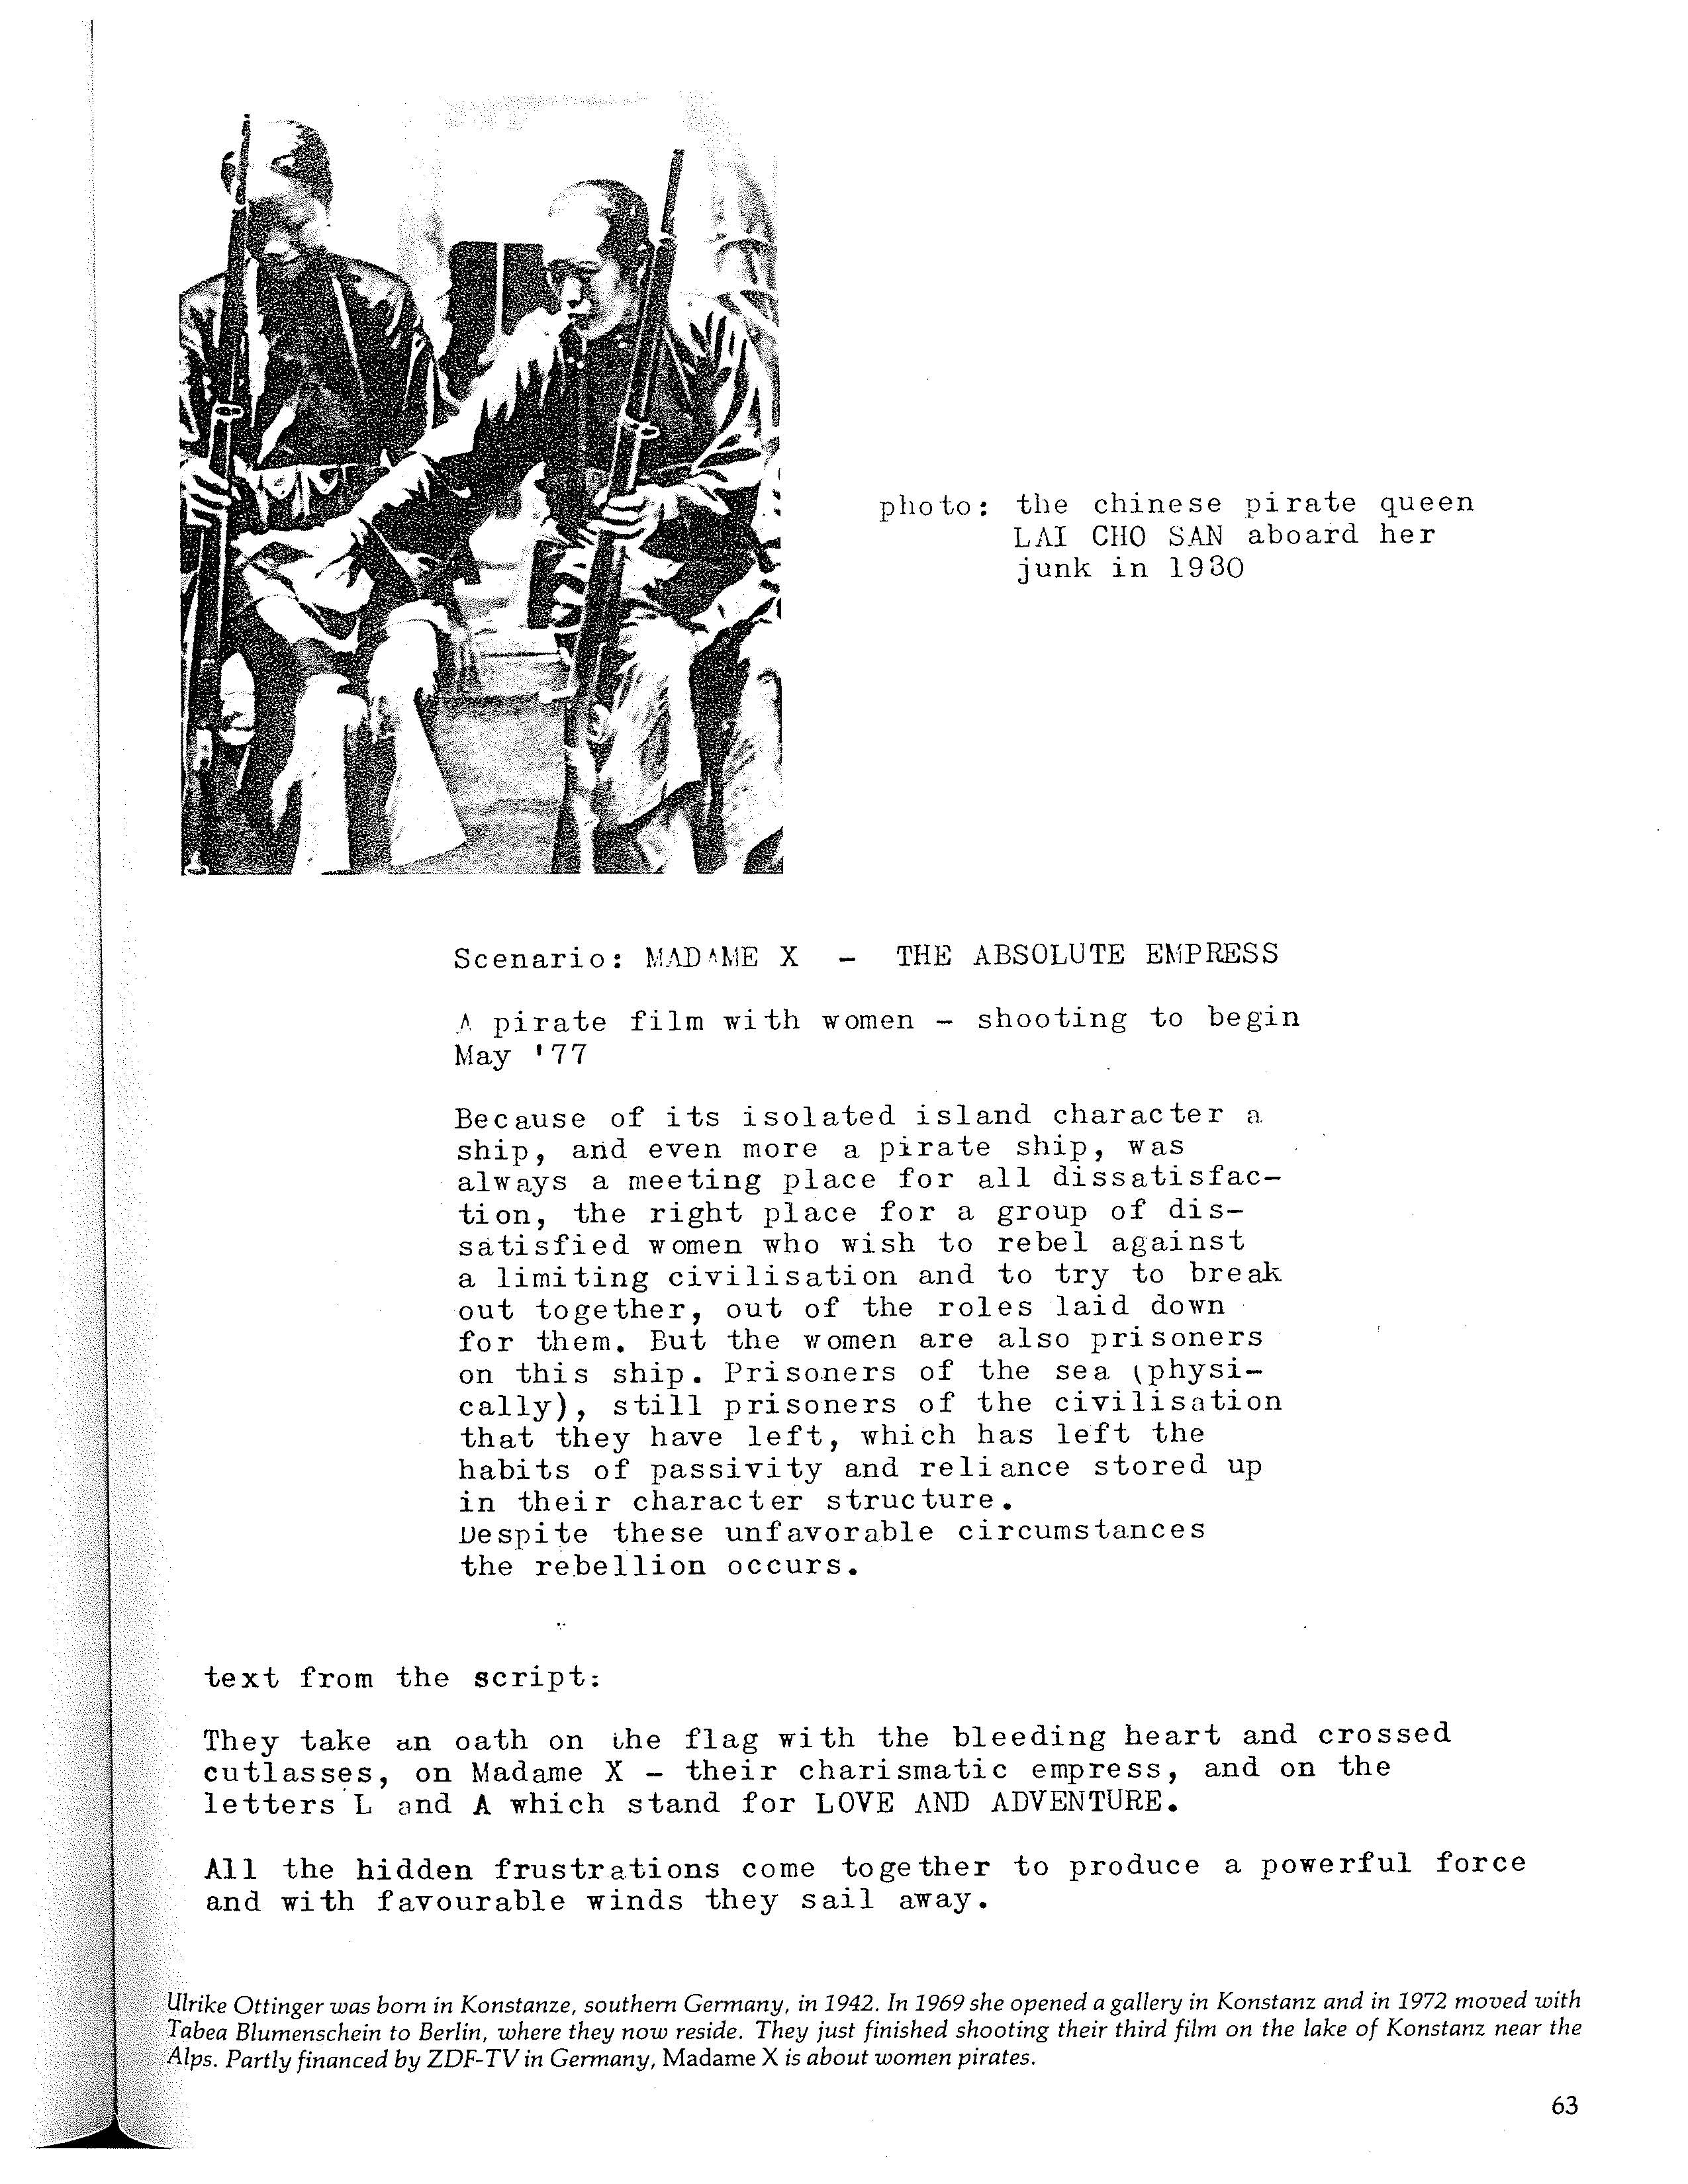 photo: the chinese pirate queen
LAI CHO SAN aboard her
junk in 1930
Scenario: MADAME X - THE ABSOLUTE EMPRESS
A pirate film with women - shooting to begin
May '77
Because of its isolated island character a
ship, and even more a pirate ship, was
always a meeting place for all dissatisfac-
tion, the right place for a group of dis-
satisfied women who wish to rebel against
a limiting civilisation and to try to break
out together, out of the roles laid down
for them. But the women are also prisoners
on this ship. Prisoners of the sea (physi-
cally), still prisoners of the civilisation
that they have left, which has left the
habits of passivity and reliance stored up
in their character structure.
Despite these unfavorable circumstances
the rebellion occurs.
text from the script:
They take an oath on the flag with the bleeding heart and crossed
cutlasses, on Madame X - their charismatic empress, and on the
letters L and A which stand for LOVE AND ADVENTURE.
All the hidden frustrations come together to produce a powerful force
and with favourable winds they sail away.
Ulrike Ottinger was born in Konstanze, southern Germany, in 1942. In 1969 she opened a gallery in Konstanz and in 1972 moved with
Tabea Blumenschein to Berlin, where they now reside. They just finished shooting their third film on the lake of Konstanz near the
Alps. Partly financed by ZDF-TV in Germany, Madame X is about women pirates.
63